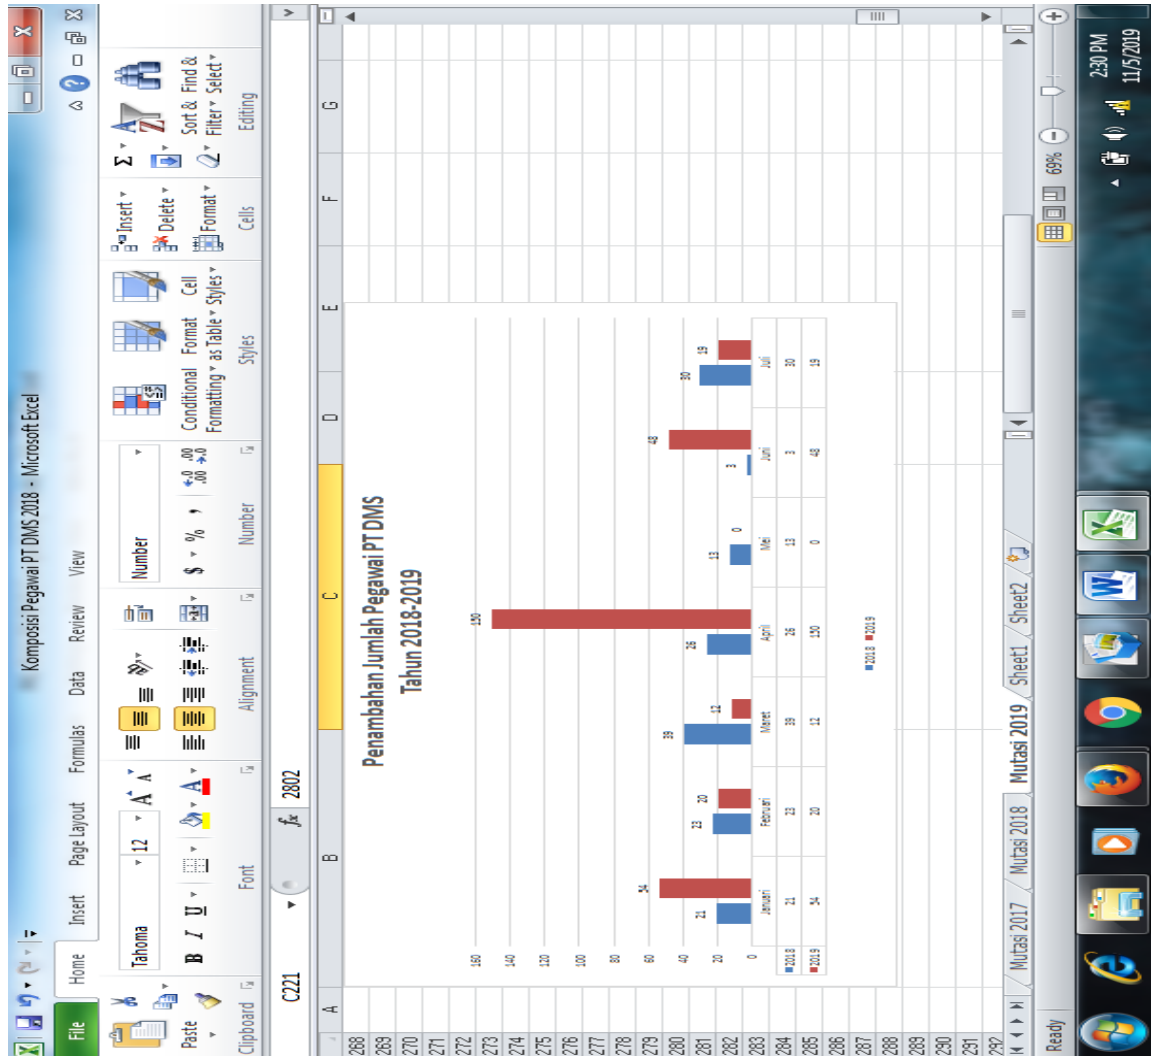 Komposisi Pegawai PT DMS 2018 - Microsoft Excel
File Home Insert Page Layout Formulas Data Review View
Paste
Clipboard
Tahoma 12 A A
B I U A
Font
Alignment
Number
$ % , .0 .00 .00 .0
Number
Conditional Formatting
Format as Table
Cell Styles
Styles
Insert
Delete
Format
Cells
Σ
Sort & Filter
Find & Select
Editing
C221 fx 2802
A B C D E F G
268
269
270
271
272
273
274
275
276
277
278
279
280
281
282
283
284
285
286
287
288
289
290
291
292
Penambahan Jumlah Pegawai PT DMS
Tahun 2018-2019
160
140
120
100
80
60
40
20
0
21 54 23 20 39 12 26 150 13 0 3 48 30 19
Januari Februari Maret April Mei Juni Juli
2018 21 23 39 26 13 3 30
2019 54 20 12 150 0 48 19
2018 2019
Mutasi 2017 Mutasi 2018 Mutasi 2019 Sheet1 Sheet2
Ready 69%
2:30 PM
11/5/2019